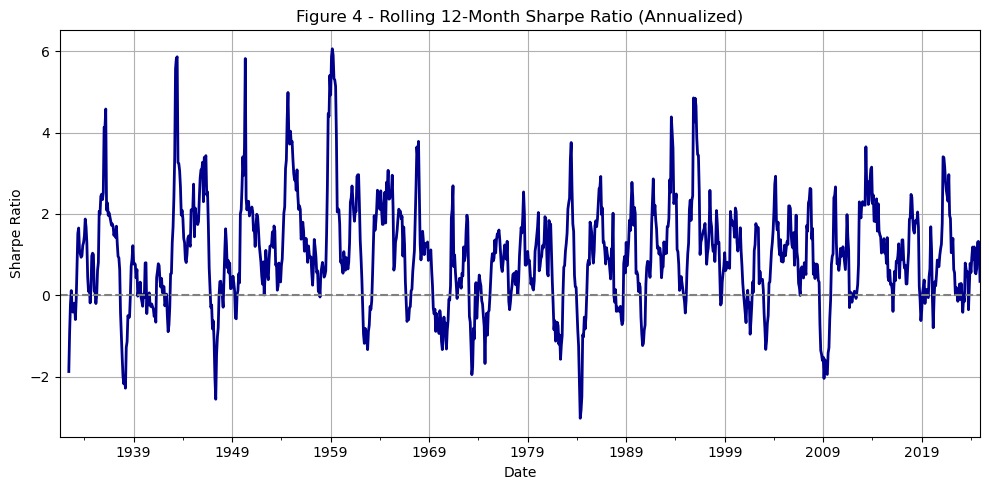 Figure 4 - Rolling 12-Month Sharpe Ratio (Annualized)
6
4
2
0
−2
Sharpe Ratio
1939 1949 1959 1969 1979 1989 1999 2009 2019
Date